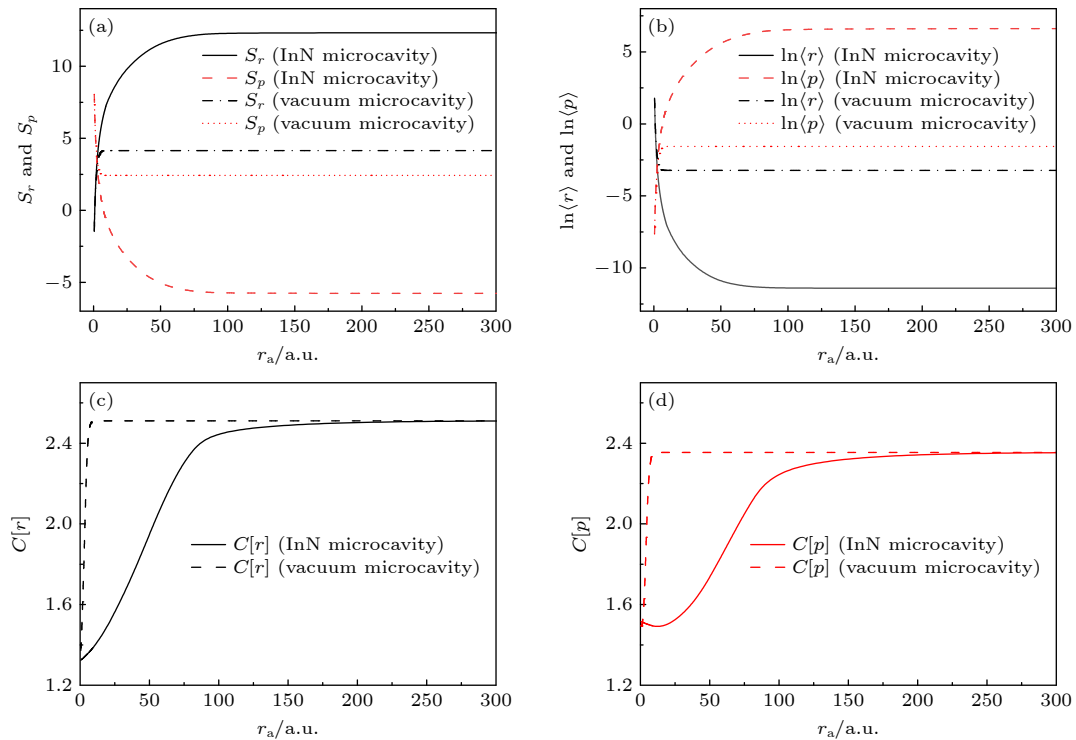 (a)
S_r (InN microcavity)
S_p (InN microcavity)
S_r (vacuum microcavity)
S_p (vacuum microcavity)
10
5
0
−5
S_r and S_p
0 50 100 150 200 250 300
r_a/a.u.
(b)
ln⟨r⟩ (InN microcavity)
ln⟨p⟩ (InN microcavity)
ln⟨r⟩ (vacuum microcavity)
ln⟨p⟩ (vacuum microcavity)
5
0
−5
−10
ln⟨r⟩ and ln⟨p⟩
0 50 100 150 200 250 300
r_a/a.u.
(c)
C[r] (InN microcavity)
C[r] (vacuum microcavity)
2.4
2.0
1.6
1.2
C[r]
0 50 100 150 200 250 300
r_a/a.u.
(d)
C[p] (InN microcavity)
C[p] (vacuum microcavity)
2.4
2.0
1.6
1.2
C[p]
0 50 100 150 200 250 300
r_a/a.u.